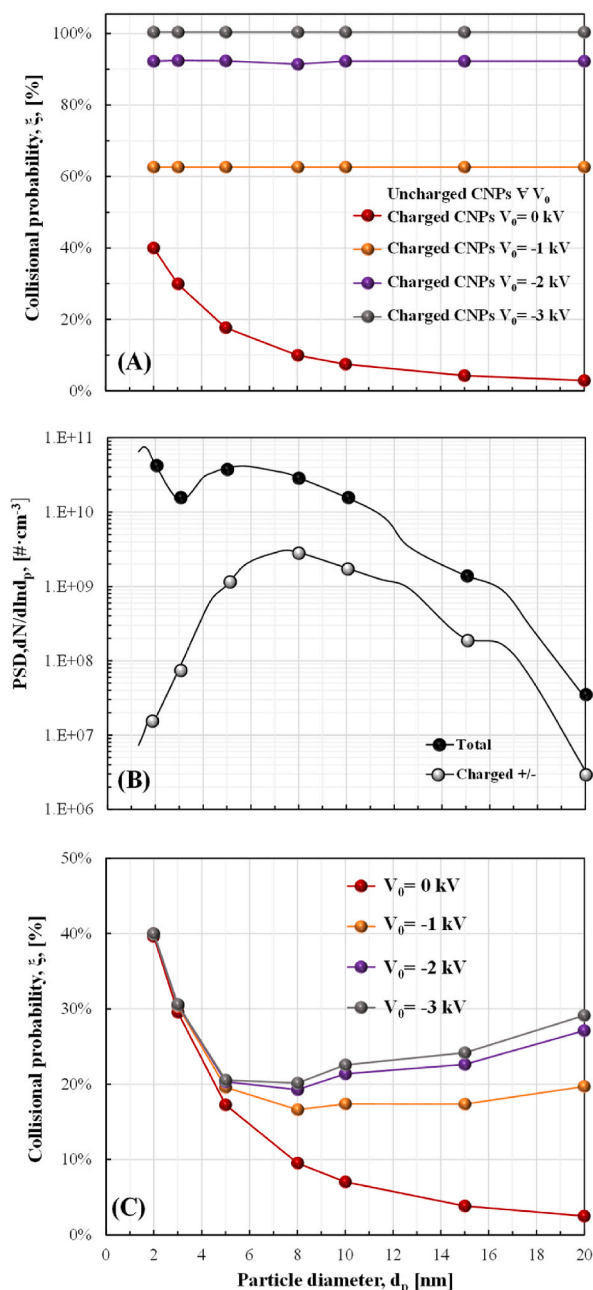 100%
80%
60%
40%
20%
0%
Collisional probability, ξ, [%]
Uncharged CNPs ∀ V₀
Charged CNPs V₀= 0 kV
Charged CNPs V₀= -1 kV
Charged CNPs V₀= -2 kV
Charged CNPs V₀= -3 kV
(A)
1.E+11
1.E+10
1.E+09
1.E+08
1.E+07
1.E+06
PSD,dN/dlndₚ, [#·cm⁻³]
Total
Charged +/-
(B)
50%
40%
30%
20%
10%
0%
Collisional probability, ξ, [%]
V₀= 0 kV
V₀= -1 kV
V₀= -2 kV
V₀= -3 kV
(C)
0 2 4 6 8 10 12 14 16 18 20
Particle diameter, dₚ [nm]